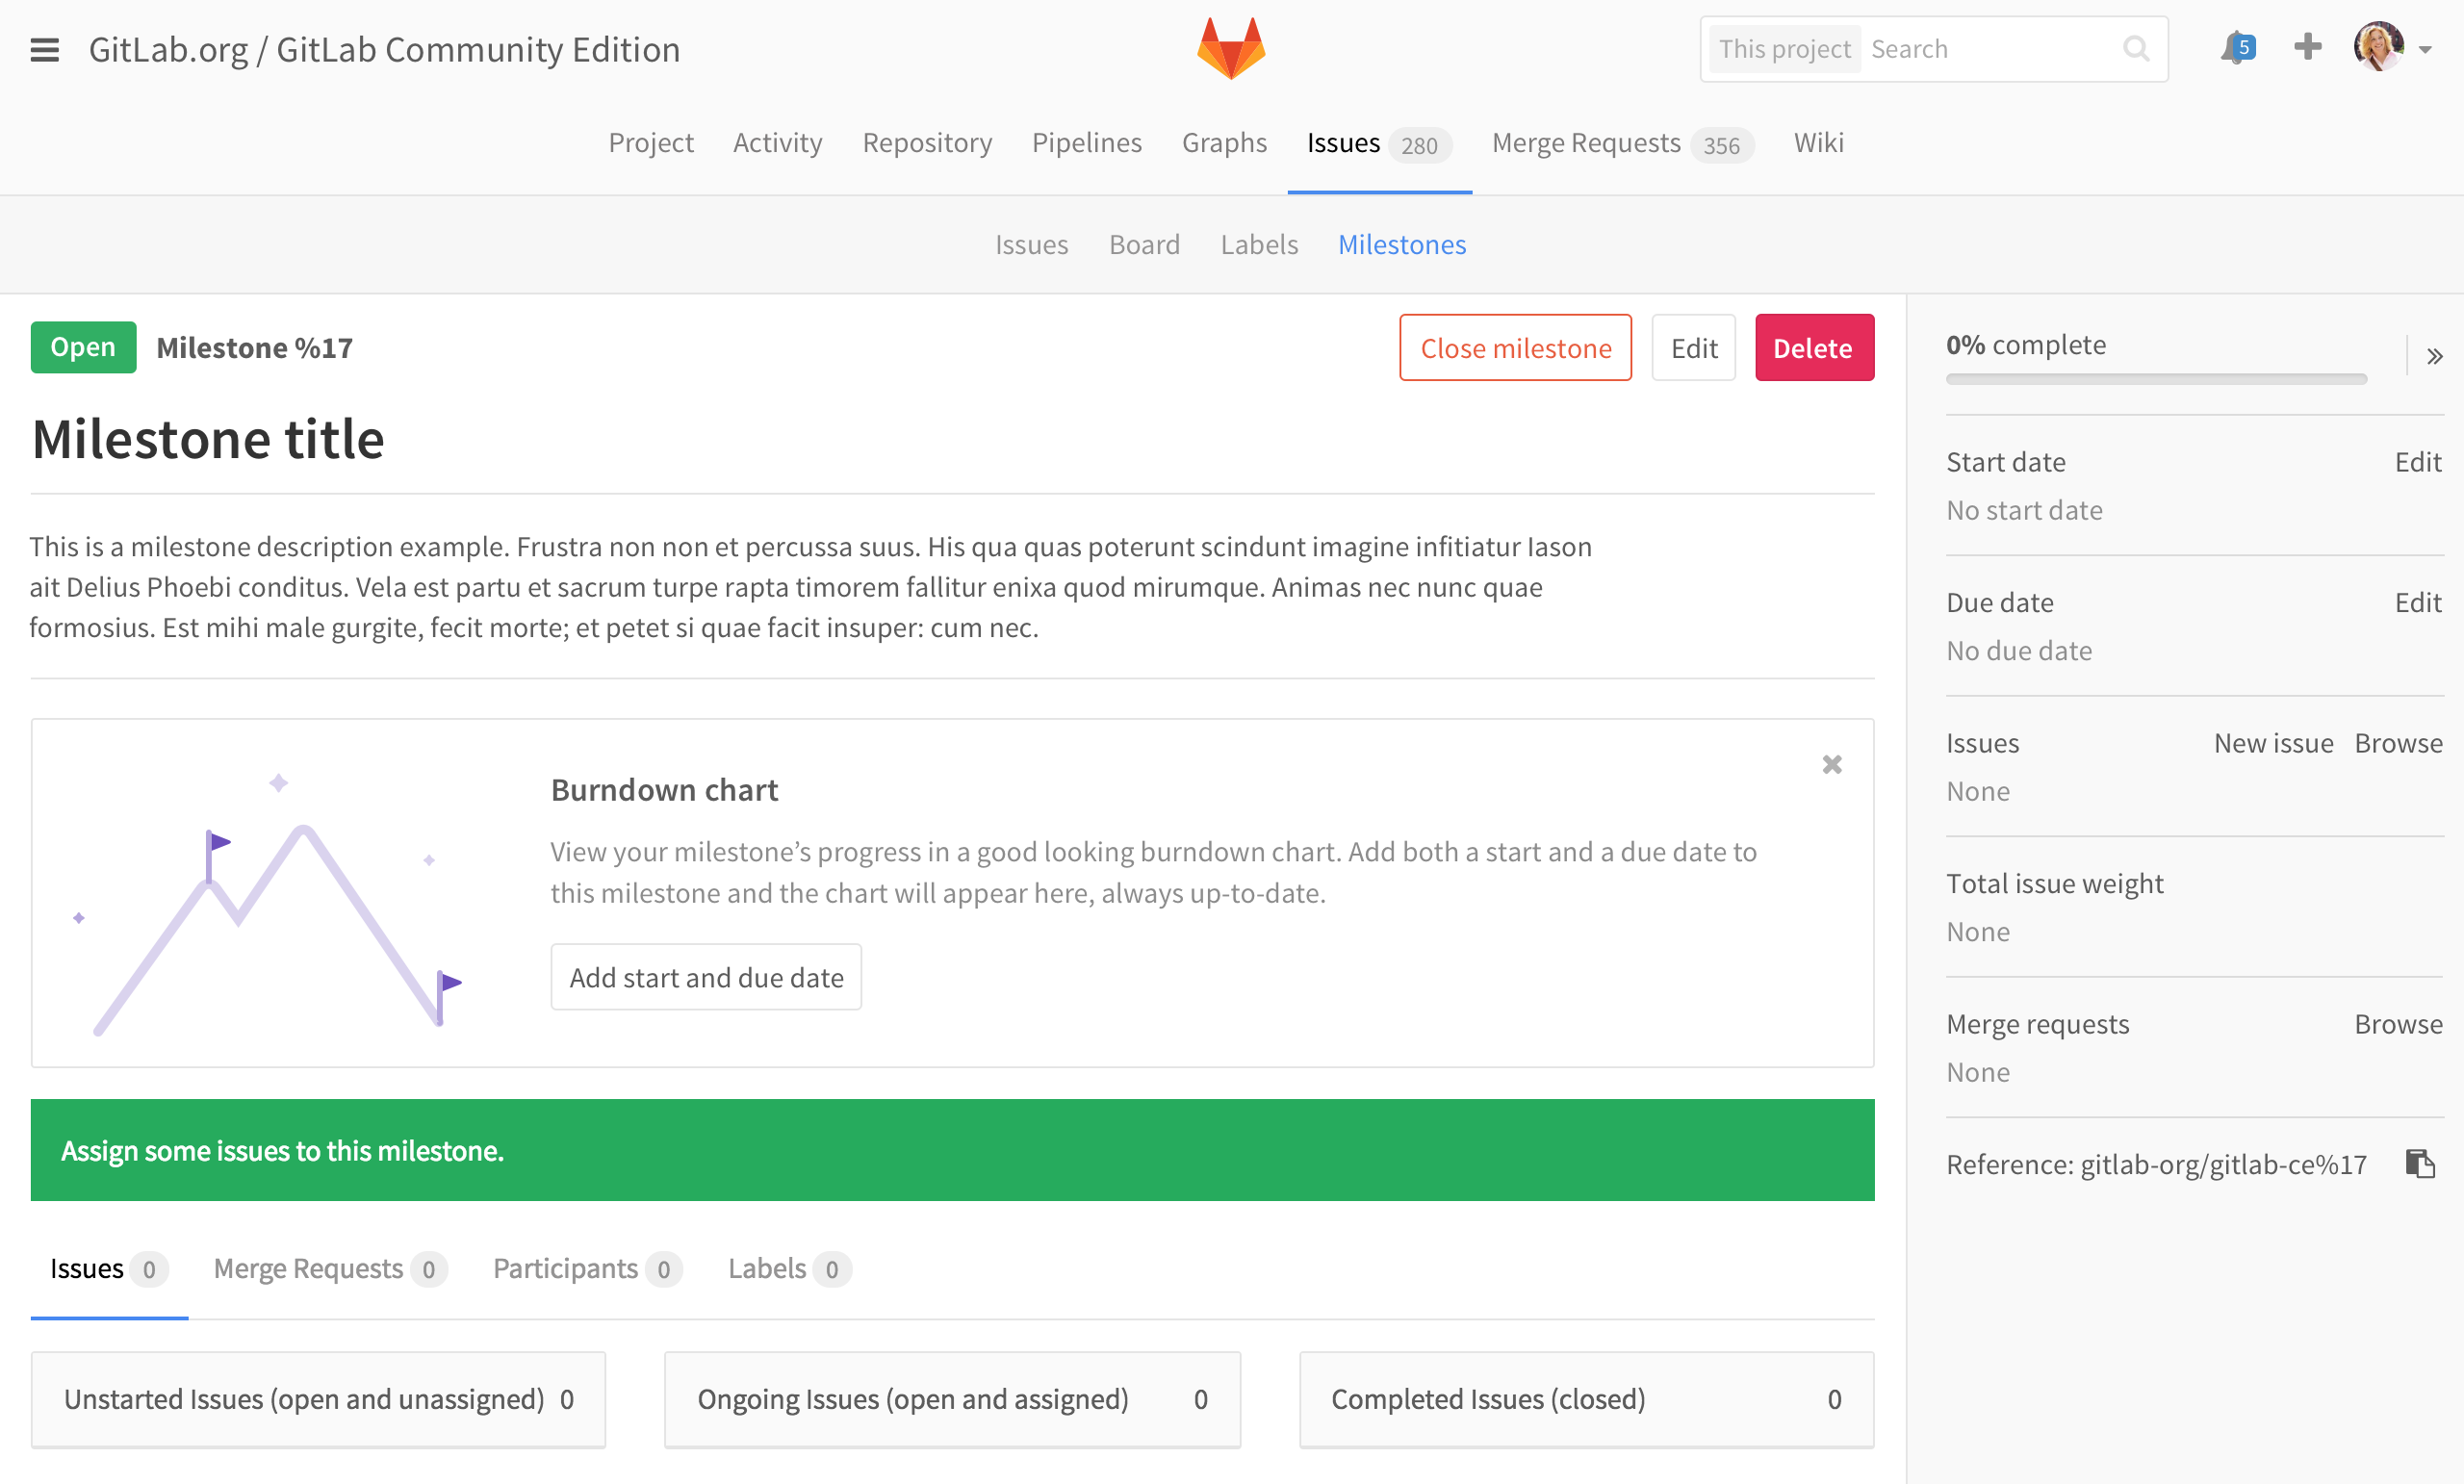 GitLab.org / GitLab Community Edition
This project Search
5
Project Activity Repository Pipelines Graphs Issues 280 Merge Requests 356 Wiki
Issues Board Labels Milestones
Open Milestone %17
Close milestone Edit Delete
Milestone title
This is a milestone description example. Frustra non non et percussa suus. His qua quas poterunt scindunt imagine infitiatur Iason
ait Delius Phoebi conditus. Vela est partu et sacrum turpe rapta timorem fallitur enixa quod mirumque. Animas nec nunc quae
formosius. Est mihi male gurgite, fecit morte; et petet si quae facit insuper: cum nec.
Burndown chart
View your milestone’s progress in a good looking burndown chart. Add both a start and a due date to
this milestone and the chart will appear here, always up-to-date.
Add start and due date
Assign some issues to this milestone.
Issues 0 Merge Requests 0 Participants 0 Labels 0
Unstarted Issues (open and unassigned) 0
Ongoing Issues (open and assigned) 0
Completed Issues (closed) 0
0% complete
Start date Edit
No start date
Due date Edit
No due date
Issues New issue Browse
None
Total issue weight
None
Merge requests Browse
None
Reference: gitlab-org/gitlab-ce%17